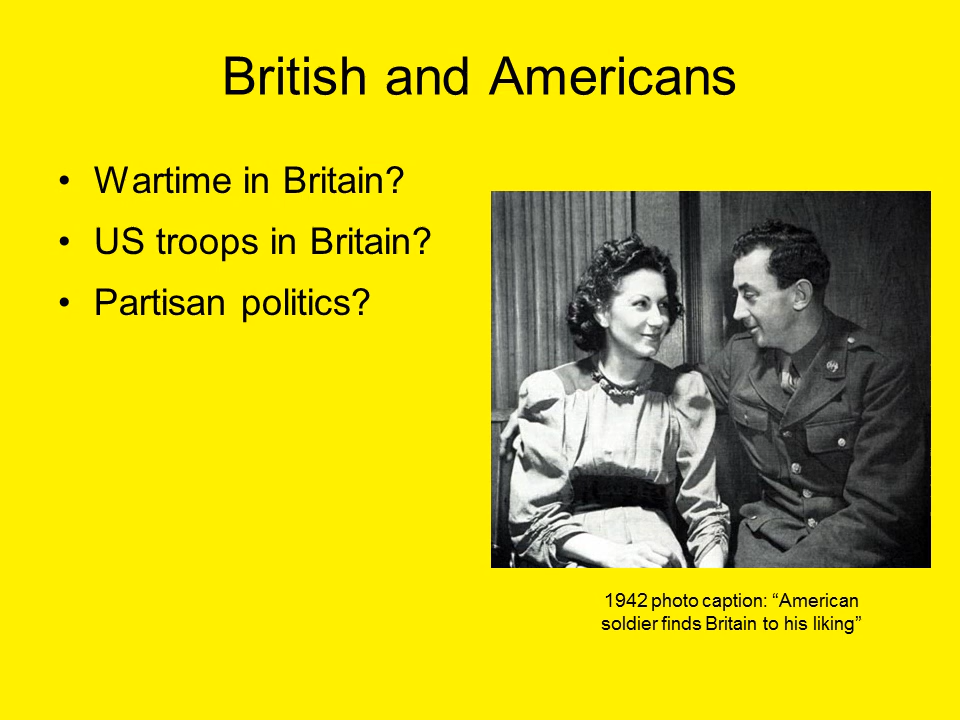 British and Americans
• Wartime in Britain?
• US troops in Britain?
• Partisan politics?
1942 photo caption: “American
soldier finds Britain to his liking”